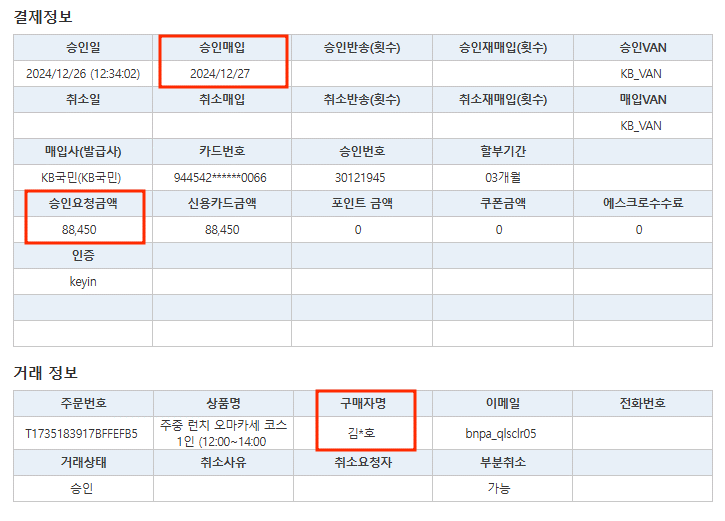 결제정보
승인일 승인매입 승인반송(횟수) 승인재매입(횟수) 승인VAN
2024/12/26 (12:34:02) 2024/12/27 KB_VAN
취소일 취소매입 취소반송(횟수) 취소재매입(횟수) 매입VAN
KB_VAN
매입사(발급사) 카드번호 승인번호 할부기간
KB국민(KB국민) 944542******0066 30121945 03개월
승인요청금액 신용카드금액 포인트 금액 쿠폰금액 에스크로수수료
88,450 88,450 0 0 0
인증
keyin
거래 정보
주문번호 상품명 구매자명 이메일 전화번호
T1735183917BFFEFB5 주중 런치 오마카세 코스 김*호 bnpa_qlsclr05
1인 (12:00~14:00
거래상태 취소사유 취소요청자 부분취소
승인 가능